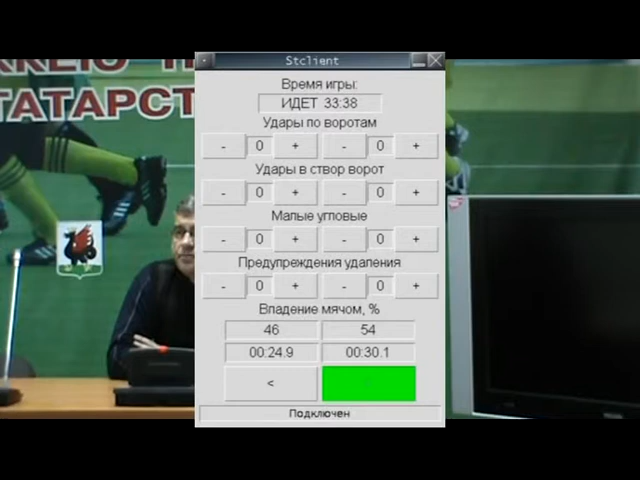 ККЕЮ
ТАТАРСТ
Stclient
Время игры:
ИДЕТ 33:38
Удары по воротам
- 0 + - 0 +
Удары в створ ворот
- 0 + - 0 +
Малые угловые
- 0 + - 0 +
Предупреждения удаления
- 0 + - 0 +
Владение мячом, %
46 54
00:24.9 00:30.1
<
Подключен